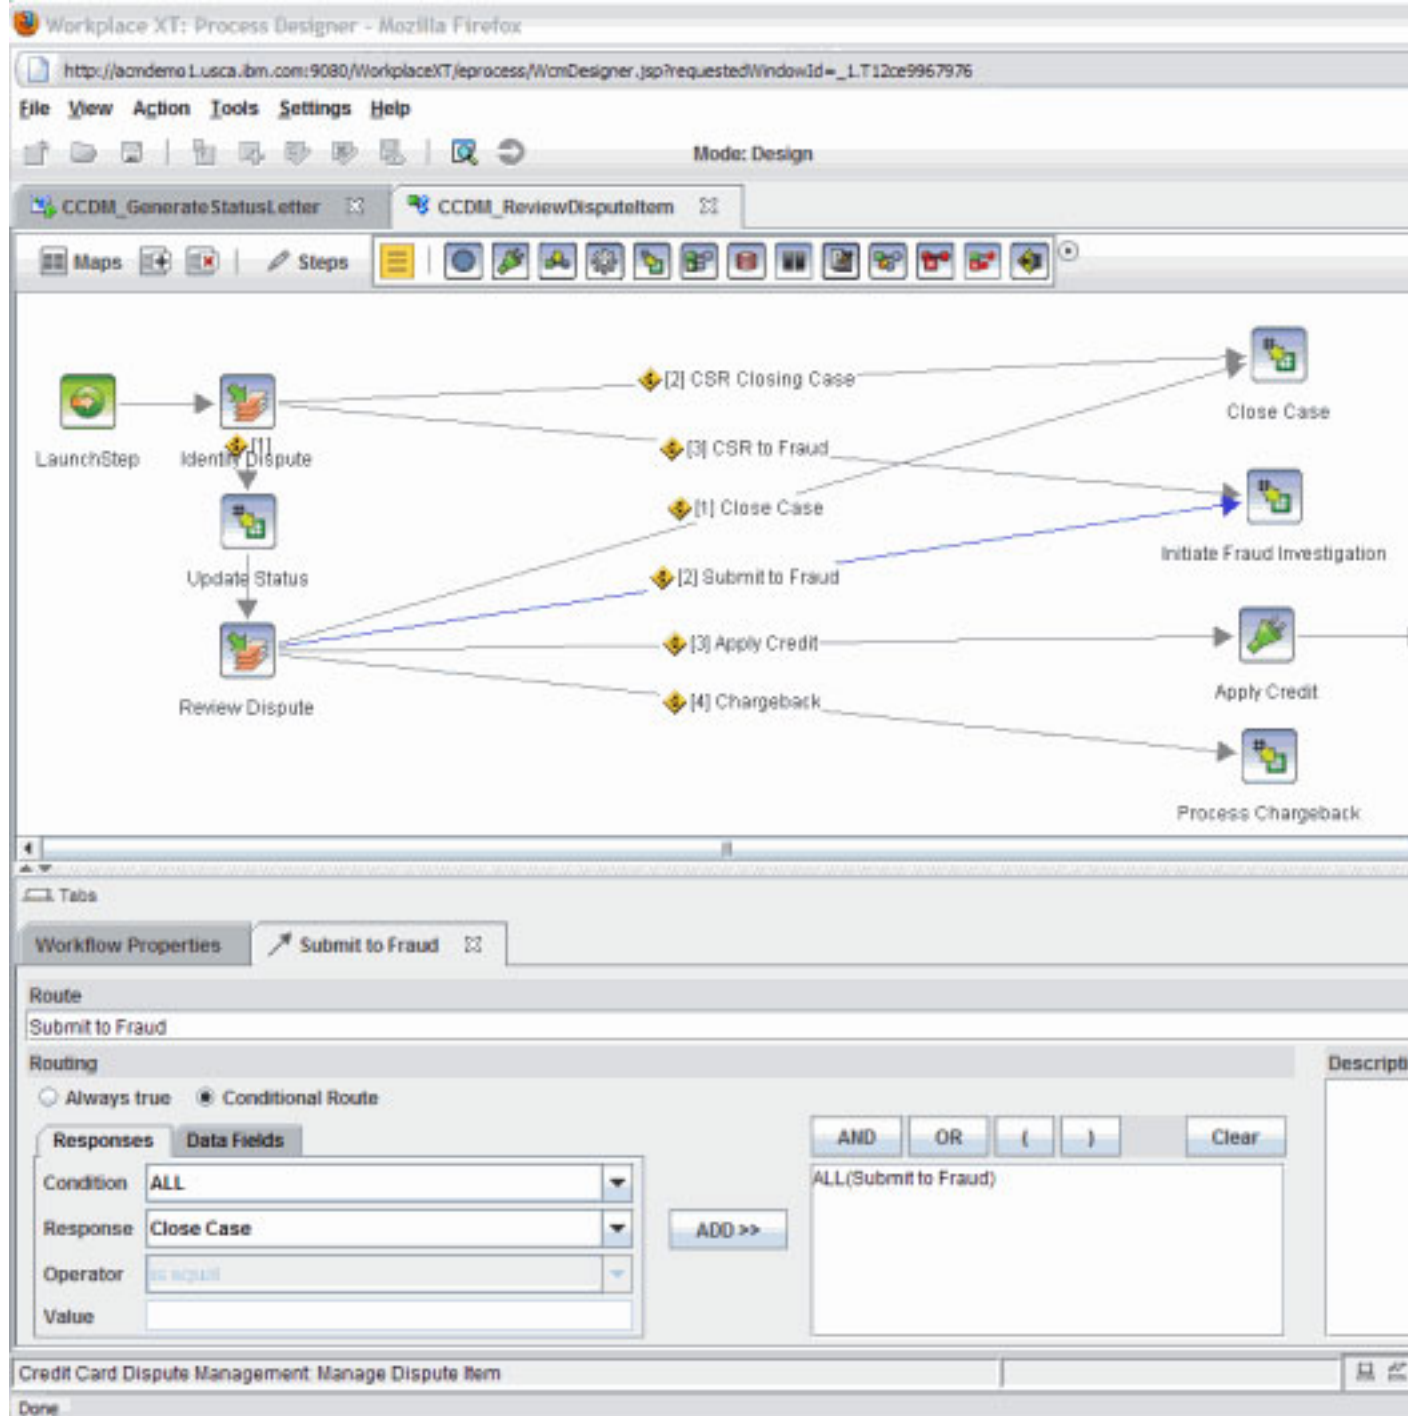 Workplace XT: Process Designer - Mozilla Firefox
http://acmdemo1.usca.ibm.com:9080/WorkplaceXT/eprocess/WcmDesigner.jsp?requestedWindowId=_1.T12ce9967976
File View Action Tools Settings Help
Mode: Design
CCDM_GenerateStatusLetter CCDM_ReviewDisputeItem
Maps Steps
[2] CSR Closing Case
Close Case
LaunchStep
Identify Dispute
[1]
[3] CSR to Fraud
[1] Close Case
Initiate Fraud Investigation
Update Status
[2] Submit to Fraud
[3] Apply Credit
Apply Credit
Review Dispute
[4] Chargeback
Process Chargeback
Tabs
Workflow Properties Submit to Fraud
Route
Submit to Fraud
Routing Descripti
Always true Conditional Route
Responses Data Fields AND OR ( ) Clear
Condition ALL ALL(Submit to Fraud)
Response Close Case ADD >>
Operator is equal
Value
Credit Card Dispute Management: Manage Dispute Item
Done